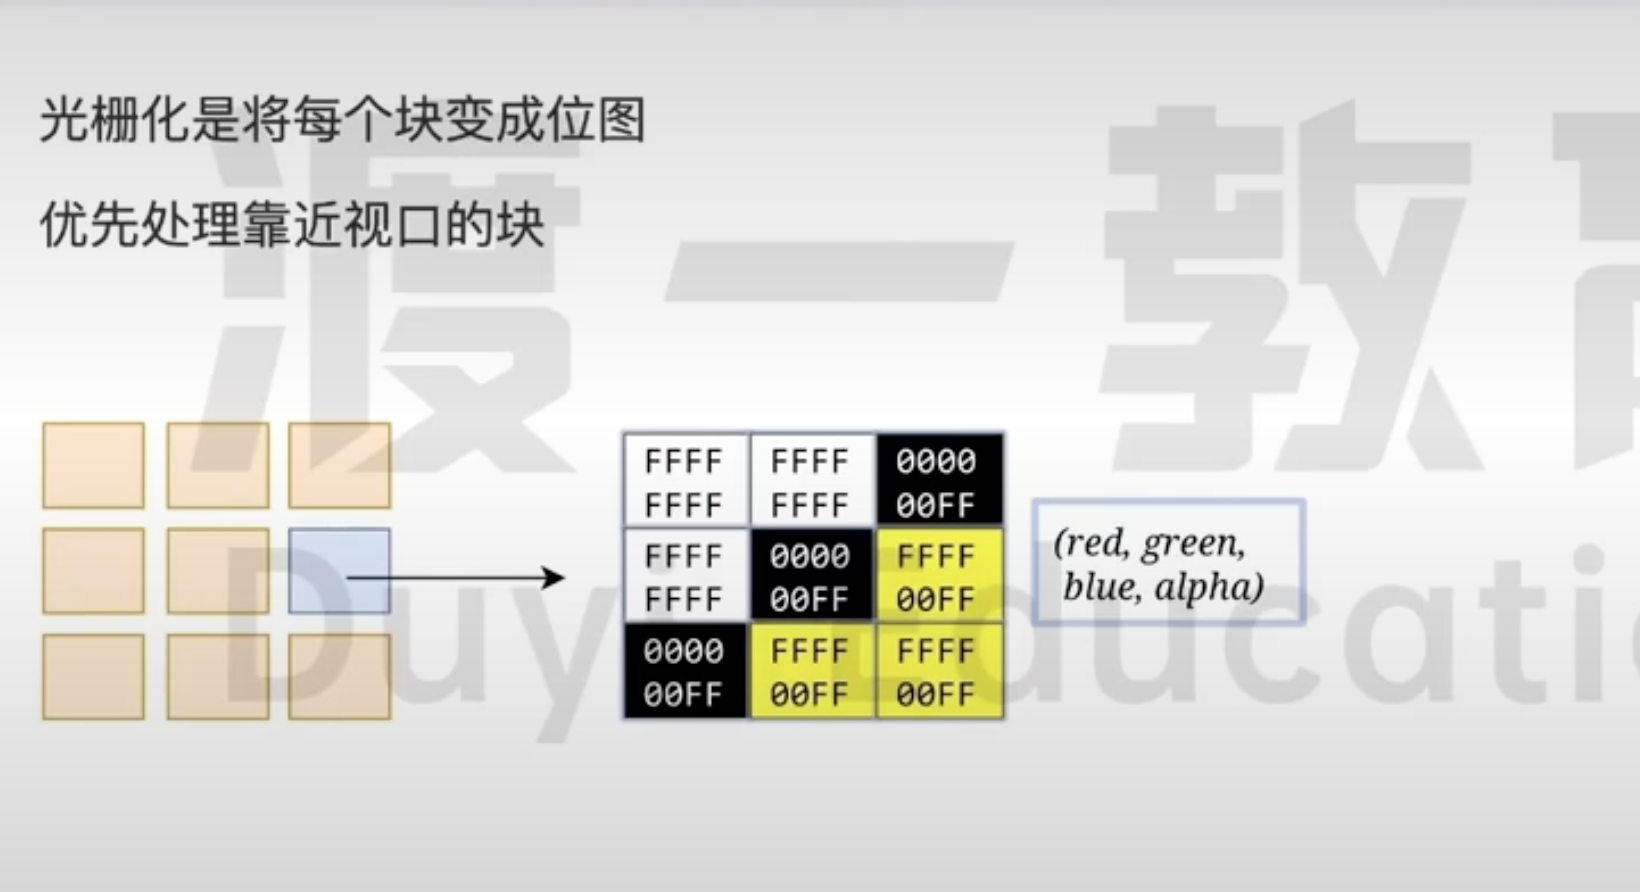 光栅化是将每个块变成位图
优先处理靠近视口的块
渡一教育
Duyi Educati
FFFF FFFF 0000
FFFF FFFF 00FF
FFFF 0000 FFFF
FFFF 00FF 00FF
0000 FFFF FFFF
00FF 00FF 00FF
(red, green,
blue, alpha)